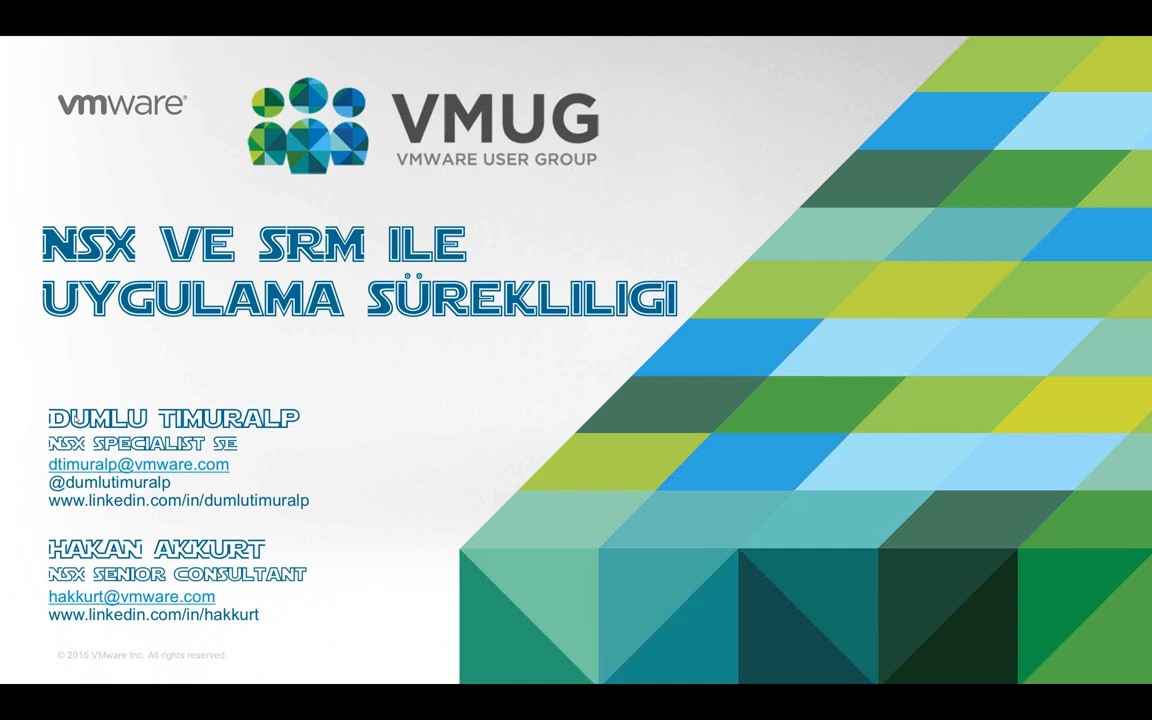 vmware®
VMUG
VMWARE USER GROUP
NSX VE SRM ILE
UYGULAMA SÜREKLILIGI
DUMLU TIMURALP
NSX SPECIALIST SE
dtimuralp@vmware.com
@dumlutimuralp
www.linkedin.com/in/dumlutimuralp
HAKAN AKKURT
NSX SENIOR CONSULTANT
hakkurt@vmware.com
www.linkedin.com/in/hakkurt
© 2016 VMware Inc. All rights reserved.